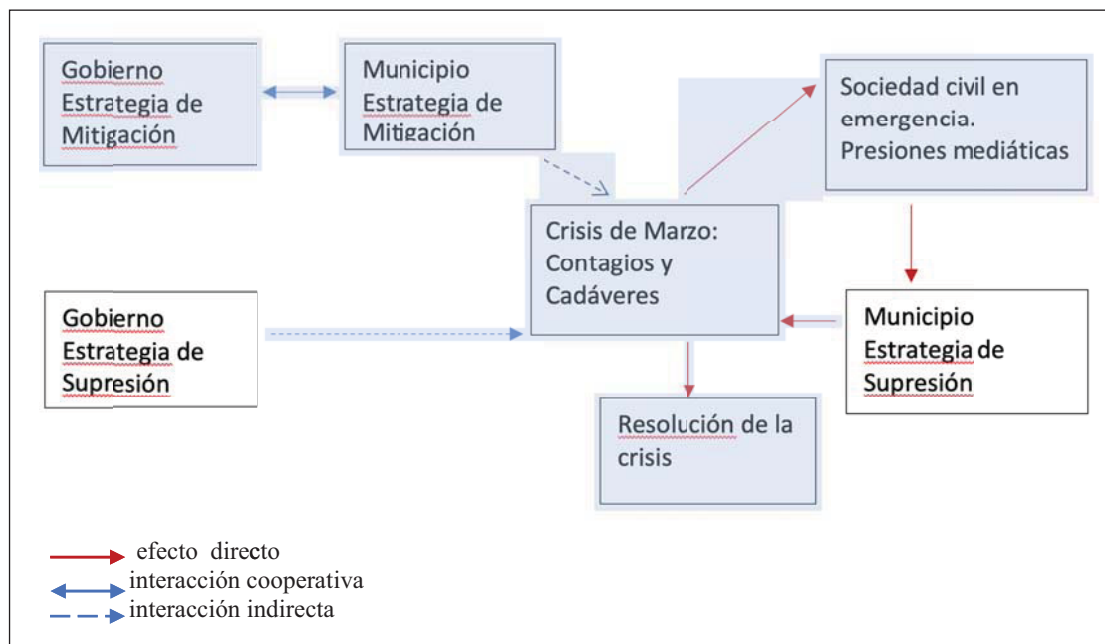 Gobierno
Estrategia de
Mitigación
Municipio
Estrategia de
Mitigación
Sociedad civil en
emergencia.
Presiones mediáticas
Crisis de Marzo:
Contagios y
Cadáveres
Gobierno
Estrategia de
Supresión
Municipio
Estrategia de
Supresión
Resolución de la
crisis
efecto directo
interacción cooperativa
interacción indirecta